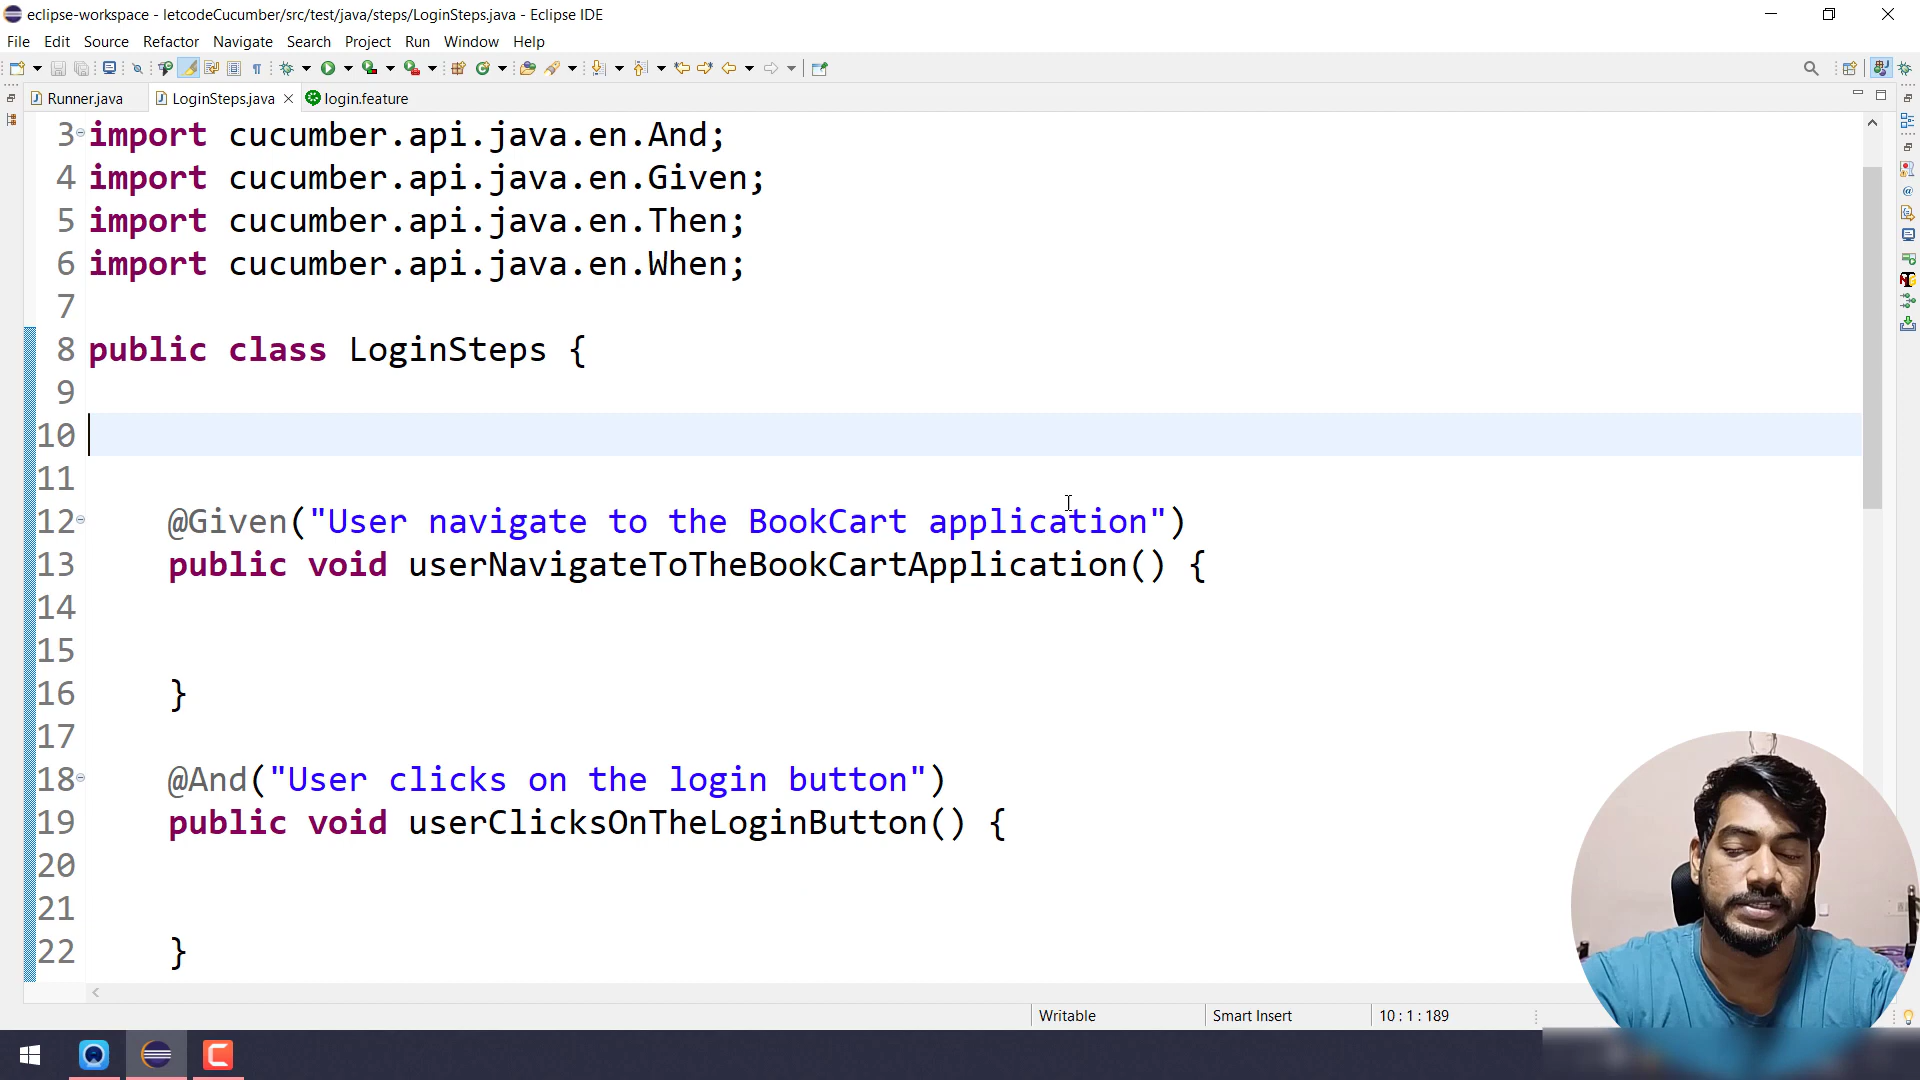 eclipse-workspace - letcodeCucumber/src/test/java/steps/LoginSteps.java - Eclipse IDE
File Edit Source Refactor Navigate Search Project Run Window Help
Runner.java LoginSteps.java login.feature
3 import cucumber.api.java.en.And;
4 import cucumber.api.java.en.Given;
5 import cucumber.api.java.en.Then;
6 import cucumber.api.java.en.When;
7
8 public class LoginSteps {
9
10
11
12 @Given("User navigate to the BookCart application")
13 public void userNavigateToTheBookCartApplication() {
14
15
16 }
17
18 @And("User clicks on the login button")
19 public void userClicksOnTheLoginButton() {
20
21
22 }
Writable Smart Insert 10 : 1 : 189